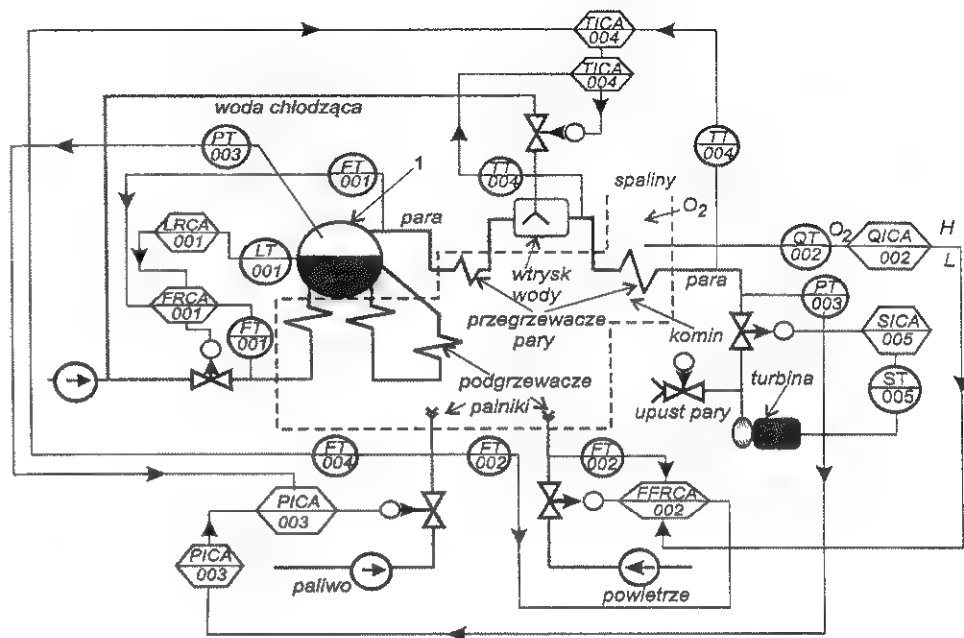 TICA
004
TICA
004
woda chłodząca
PT
003
FT
001
1
TT
004
TT
004
spaliny
O2
para
LRCA
001
LT
001
QT
002
O2
QICA
002
H
L
wtrysk
wody
para
PT
003
FRCA
001
FT
001
przegrzewacze
pary
komin
SICA
005
podgrzewacze
palniki
upust pary
turbina
ST
005
FT
004
FT
002
FT
002
PICA
003
FFRCA
002
PICA
003
paliwo
powietrze